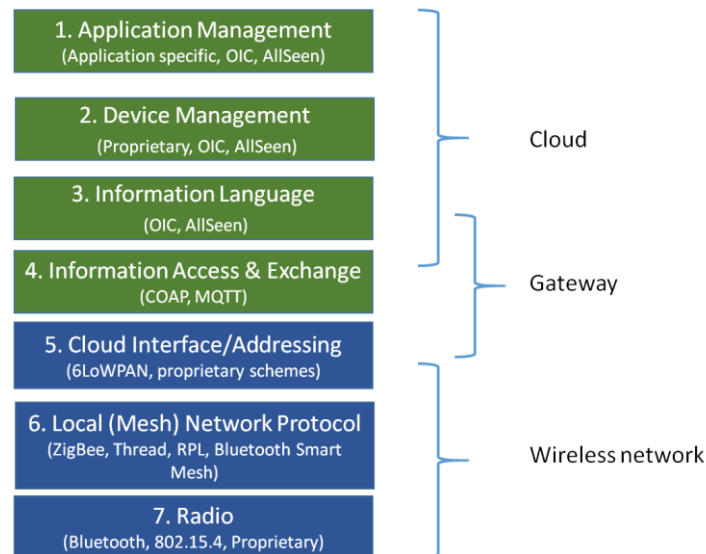 1. Application Management
(Application specific, OIC, AllSeen)
2. Device Management
(Proprietary, OIC, AllSeen)
3. Information Language
(OIC, AllSeen)
4. Information Access & Exchange
(COAP, MQTT)
5. Cloud Interface/Addressing
(6LoWPAN, proprietary schemes)
6. Local (Mesh) Network Protocol
(ZigBee, Thread, RPL, Bluetooth Smart
Mesh)
7. Radio
(Bluetooth, 802.15.4, Proprietary)
Cloud
Gateway
Wireless network